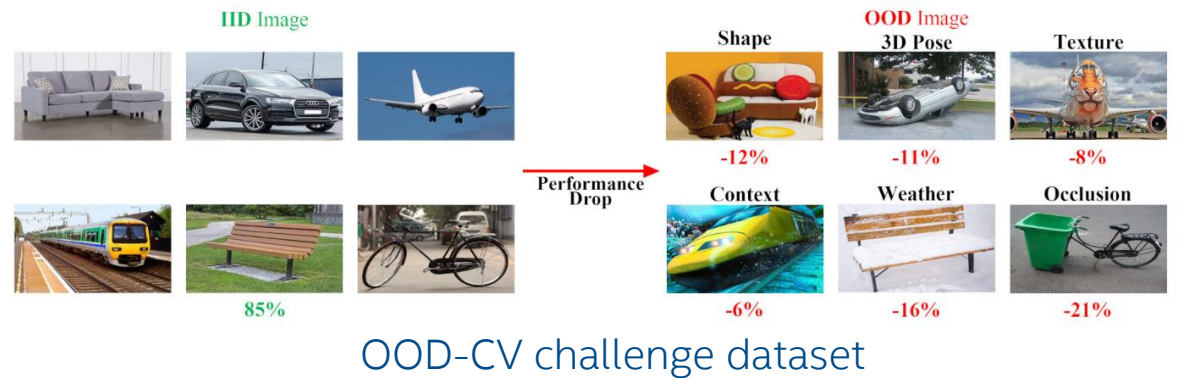 IID Image
85%
Performance
Drop
OOD Image
Shape
3D Pose
Texture
-12%
-11%
-8%
Context
Weather
Occlusion
-6%
-16%
-21%
OOD-CV challenge dataset